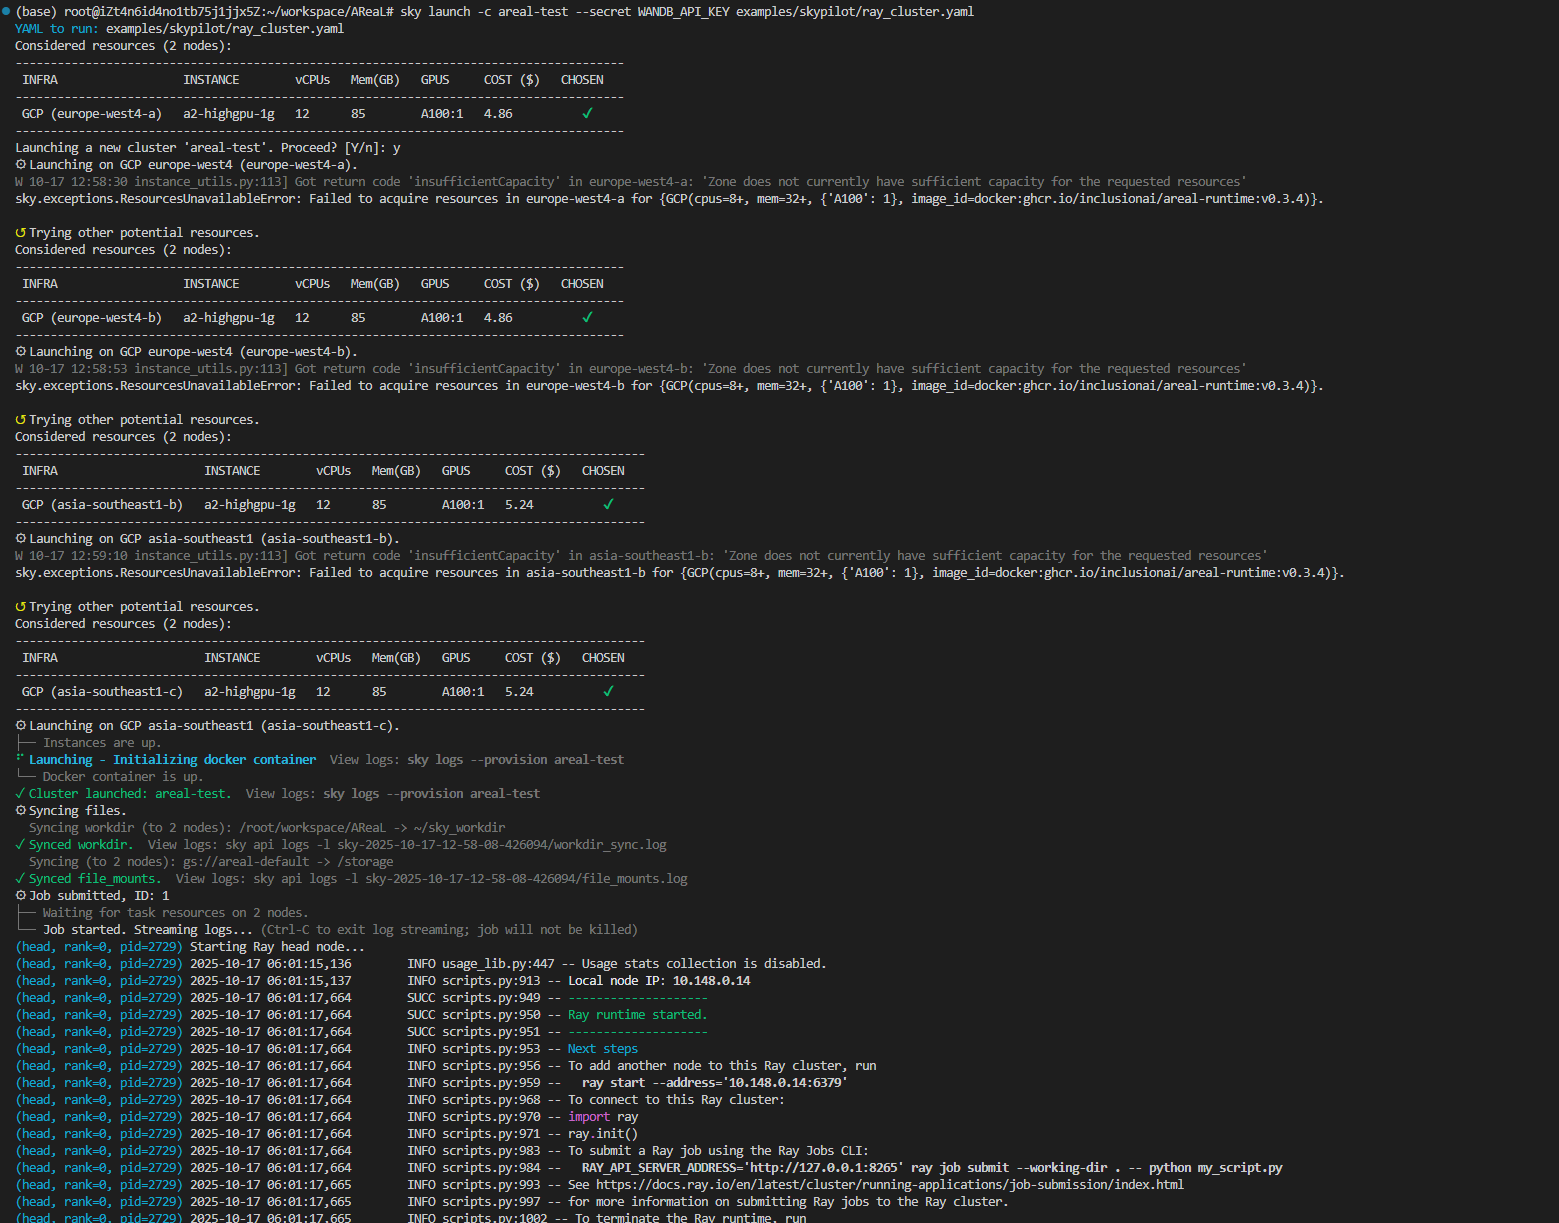 (base) root@iZt4n6id4no1tb75j1jjx5Z:~/workspace/AReaL# sky launch -c areal-test --secret WANDB_API_KEY examples/skypilot/ray_cluster.yaml
YAML to run: examples/skypilot/ray_cluster.yaml
Considered resources (2 nodes):
---------------------------------------------------------------------------------------
INFRA INSTANCE vCPUs Mem(GB) GPUS COST ($) CHOSEN
---------------------------------------------------------------------------------------
GCP (europe-west4-a) a2-highgpu-1g 12 85 A100:1 4.86 ✔
---------------------------------------------------------------------------------------
Launching a new cluster 'areal-test'. Proceed? [Y/n]: y
⚙︎ Launching on GCP europe-west4 (europe-west4-a).
W 10-17 12:58:30 instance_utils.py:113] Got return code 'insufficientCapacity' in europe-west4-a: 'Zone does not currently have sufficient capacity for the requested resources'
sky.exceptions.ResourcesUnavailableError: Failed to acquire resources in europe-west4-a for {GCP(cpus=8+, mem=32+, {'A100': 1}, image_id=docker:ghcr.io/inclusionai/areal-runtime:v0.3.4)}.
↺ Trying other potential resources.
Considered resources (2 nodes):
---------------------------------------------------------------------------------------
INFRA INSTANCE vCPUs Mem(GB) GPUS COST ($) CHOSEN
---------------------------------------------------------------------------------------
GCP (europe-west4-b) a2-highgpu-1g 12 85 A100:1 4.86 ✔
---------------------------------------------------------------------------------------
⚙︎ Launching on GCP europe-west4 (europe-west4-b).
W 10-17 12:58:53 instance_utils.py:113] Got return code 'insufficientCapacity' in europe-west4-b: 'Zone does not currently have sufficient capacity for the requested resources'
sky.exceptions.ResourcesUnavailableError: Failed to acquire resources in europe-west4-b for {GCP(cpus=8+, mem=32+, {'A100': 1}, image_id=docker:ghcr.io/inclusionai/areal-runtime:v0.3.4)}.
↺ Trying other potential resources.
Considered resources (2 nodes):
------------------------------------------------------------------------------------------
INFRA INSTANCE vCPUs Mem(GB) GPUS COST ($) CHOSEN
------------------------------------------------------------------------------------------
GCP (asia-southeast1-b) a2-highgpu-1g 12 85 A100:1 5.24 ✔
------------------------------------------------------------------------------------------
⚙︎ Launching on GCP asia-southeast1 (asia-southeast1-b).
W 10-17 12:59:10 instance_utils.py:113] Got return code 'insufficientCapacity' in asia-southeast1-b: 'Zone does not currently have sufficient capacity for the requested resources'
sky.exceptions.ResourcesUnavailableError: Failed to acquire resources in asia-southeast1-b for {GCP(cpus=8+, mem=32+, {'A100': 1}, image_id=docker:ghcr.io/inclusionai/areal-runtime:v0.3.4)}.
↺ Trying other potential resources.
Considered resources (2 nodes):
------------------------------------------------------------------------------------------
INFRA INSTANCE vCPUs Mem(GB) GPUS COST ($) CHOSEN
------------------------------------------------------------------------------------------
GCP (asia-southeast1-c) a2-highgpu-1g 12 85 A100:1 5.24 ✔
------------------------------------------------------------------------------------------
⚙︎ Launching on GCP asia-southeast1 (asia-southeast1-c).
├── Instances are up.
⠋ Launching - Initializing docker container View logs: sky logs --provision areal-test
└── Docker container is up.
✓ Cluster launched: areal-test. View logs: sky logs --provision areal-test
⚙︎ Syncing files.
Syncing workdir (to 2 nodes): /root/workspace/AReaL -> ~/sky_workdir
✓ Synced workdir. View logs: sky api logs -l sky-2025-10-17-12-58-08-426094/workdir_sync.log
Syncing (to 2 nodes): gs://areal-default -> /storage
✓ Synced file_mounts. View logs: sky api logs -l sky-2025-10-17-12-58-08-426094/file_mounts.log
⚙︎ Job submitted, ID: 1
├── Waiting for task resources on 2 nodes.
└── Job started. Streaming logs... (Ctrl-C to exit log streaming; job will not be killed)
(head, rank=0, pid=2729) Starting Ray head node...
(head, rank=0, pid=2729) 2025-10-17 06:01:15,136 INFO usage_lib.py:447 -- Usage stats collection is disabled.
(head, rank=0, pid=2729) 2025-10-17 06:01:15,137 INFO scripts.py:913 -- Local node IP: 10.148.0.14
(head, rank=0, pid=2729) 2025-10-17 06:01:17,664 SUCC scripts.py:949 -- --------------------
(head, rank=0, pid=2729) 2025-10-17 06:01:17,664 SUCC scripts.py:950 -- Ray runtime started.
(head, rank=0, pid=2729) 2025-10-17 06:01:17,664 SUCC scripts.py:951 -- --------------------
(head, rank=0, pid=2729) 2025-10-17 06:01:17,664 INFO scripts.py:953 -- Next steps
(head, rank=0, pid=2729) 2025-10-17 06:01:17,664 INFO scripts.py:956 -- To add another node to this Ray cluster, run
(head, rank=0, pid=2729) 2025-10-17 06:01:17,664 INFO scripts.py:959 -- ray start --address='10.148.0.14:6379'
(head, rank=0, pid=2729) 2025-10-17 06:01:17,664 INFO scripts.py:968 -- To connect to this Ray cluster:
(head, rank=0, pid=2729) 2025-10-17 06:01:17,664 INFO scripts.py:970 -- import ray
(head, rank=0, pid=2729) 2025-10-17 06:01:17,664 INFO scripts.py:971 -- ray.init()
(head, rank=0, pid=2729) 2025-10-17 06:01:17,664 INFO scripts.py:983 -- To submit a Ray job using the Ray Jobs CLI:
(head, rank=0, pid=2729) 2025-10-17 06:01:17,664 INFO scripts.py:984 -- RAY_API_SERVER_ADDRESS='http://127.0.0.1:8265' ray job submit --working-dir . -- python my_script.py
(head, rank=0, pid=2729) 2025-10-17 06:01:17,665 INFO scripts.py:993 -- See https://docs.ray.io/en/latest/cluster/running-applications/job-submission/index.html
(head, rank=0, pid=2729) 2025-10-17 06:01:17,665 INFO scripts.py:997 -- for more information on submitting Ray jobs to the Ray cluster.
(head, rank=0, pid=2729) 2025-10-17 06:01:17,665 INFO scripts.py:1002 -- To terminate the Ray runtime, run